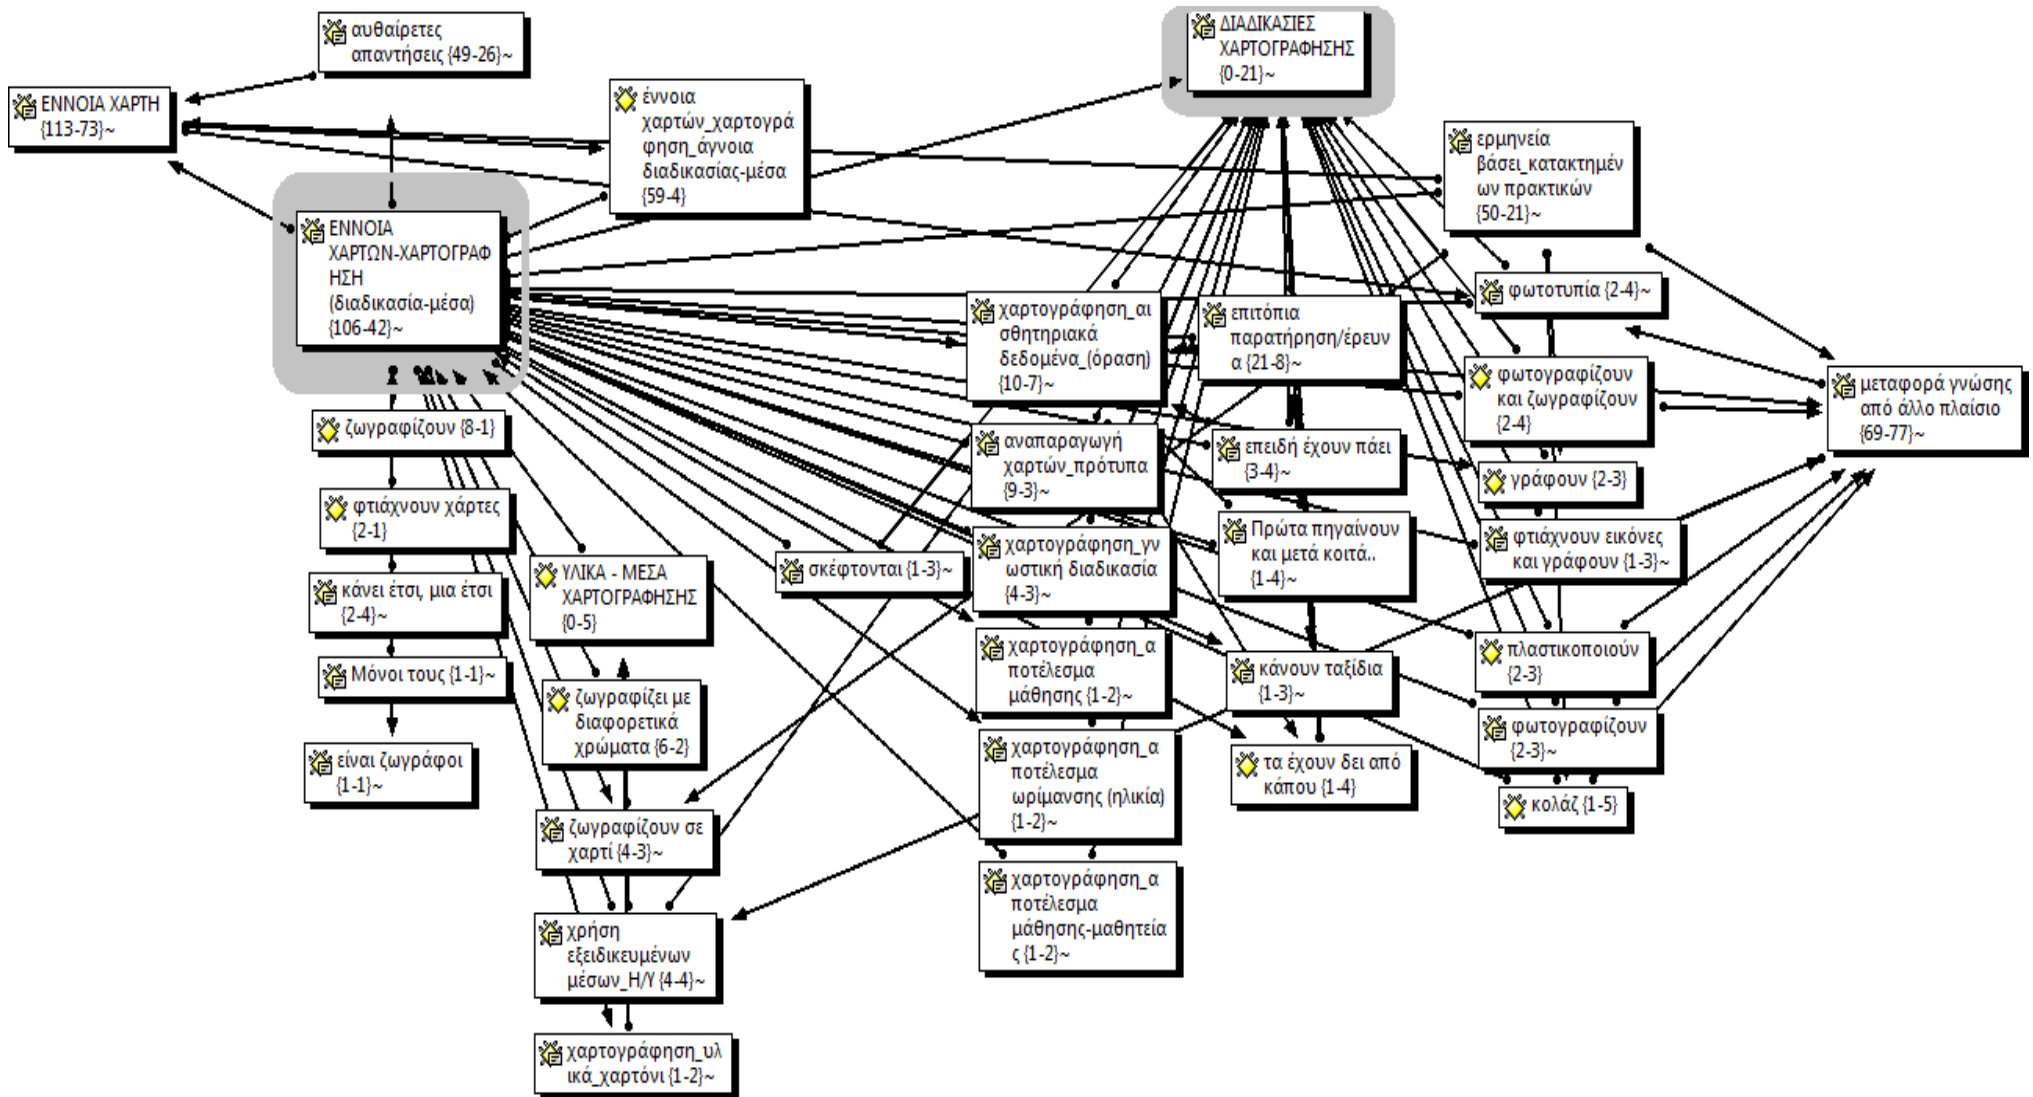 αυθαίρετες
απαντήσεις {49-26}~
ΔΙΑΔΙΚΑΣΙΕΣ
ΧΑΡΤΟΓΡΑΦΗΣΗΣ
{0-21}~
ΕΝΝΟΙΑ ΧΑΡΤΗ
{113-73}~
έννοια
χαρτών_χαρτογρά
φηση_άγνοια
διαδικασίας-μέσα
{59-4}
ερμηνεία
βάσει_κατακτημέν
ων πρακτικών
{50-21}~
ΕΝΝΟΙΑ
ΧΑΡΤΩΝ-ΧΑΡΤΟΓΡΑΦ
ΗΣΗ
(διαδικασία-μέσα)
{106-42}~
φωτοτυπία {2-4}~
χαρτογράφηση_αι
σθητηριακά
δεδομένα_(όραση)
{10-7}~
επιτόπια
παρατήρηση/έρευν
α {21-8}~
φωτογραφίζουν
και ζωγραφίζουν
{2-4}
μεταφορά γνώσης
από άλλο πλαίσιο
{69-77}~
ζωγραφίζουν {8-1}
αναπαραγωγή
χαρτών_πρότυπα
{9-3}~
επειδή έχουν πάει
{3-4}~
γράφουν {2-3}
φτιάχνουν χάρτες
{2-1}
Πρώτα πηγαίνουν
και μετά κοιτά..
{1-4}~
φτιάχνουν εικόνες
και γράφουν {1-3}~
χαρτογράφηση_γν
ωστική διαδικασία
{4-3}~
σκέφτονται {1-3}~
ΥΛΙΚΑ - ΜΕΣΑ
ΧΑΡΤΟΓΡΑΦΗΣΗΣ
{0-5}
κάνει έτσι, μια έτσι
{2-4}~
χαρτογράφηση_α
ποτέλεσμα
μάθησης {1-2}~
κάνουν ταξίδια
{1-3}~
πλαστικοποιούν
{2-3}
Μόνοι τους {1-1}~
ζωγραφίζει με
διαφορετικά
χρώματα {6-2}
φωτογραφίζουν
{2-3}~
είναι ζωγράφοι
{1-1}~
χαρτογράφηση_α
ποτέλεσμα
ωρίμανσης (ηλικία)
{1-2}~
τα έχουν δει από
κάπου {1-4}
κολάζ {1-5}
ζωγραφίζουν σε
χαρτί {4-3}~
χαρτογράφηση_α
ποτέλεσμα
μάθησης-μαθητεία
ς {1-2}~
χρήση
εξειδικευμένων
μέσων_Η/Υ {4-4}~
χαρτογράφηση_υλ
ικά_χαρτόνι {1-2}~